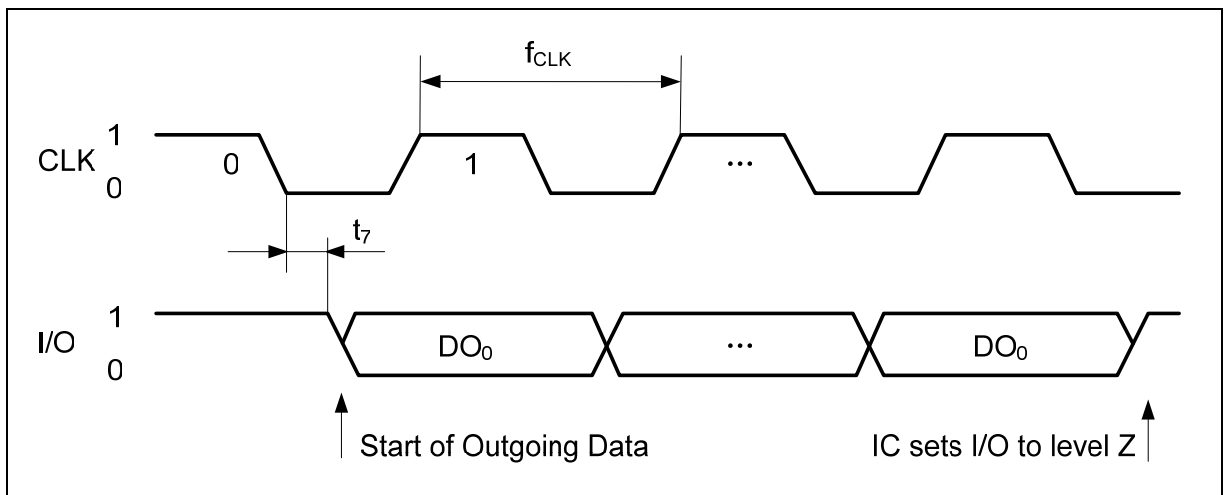 fCLK
1
CLK 0 1 ...
0
t7
1
I/O DO0 ... DO0
0
Start of Outgoing Data IC sets I/O to level Z